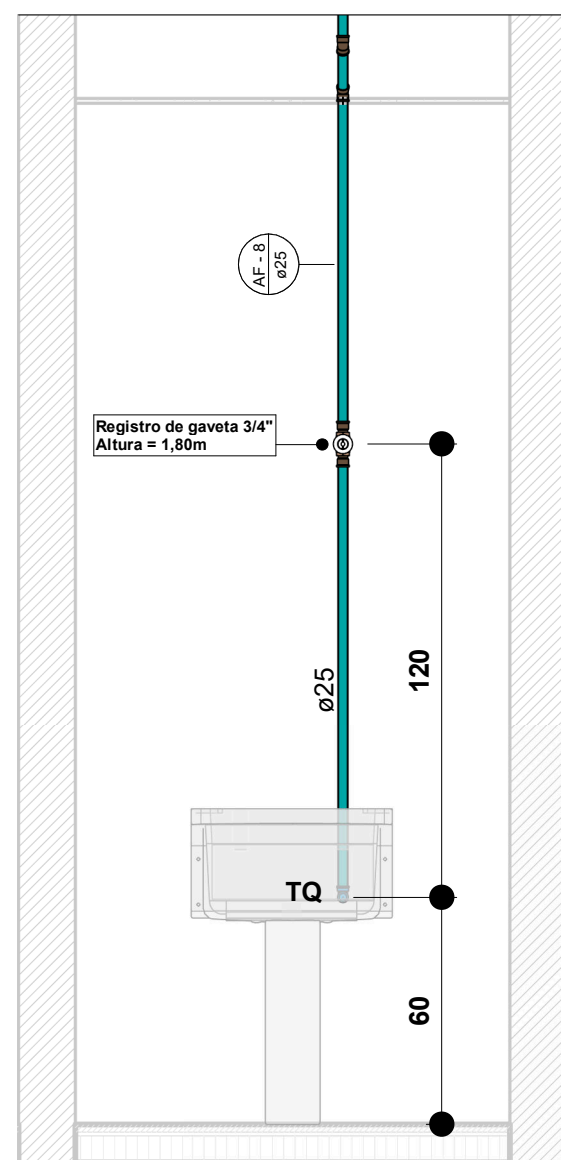 AF - 8
ø25
Registro de gaveta 3/4"
Altura = 1,80m
120
ø25
TQ
60